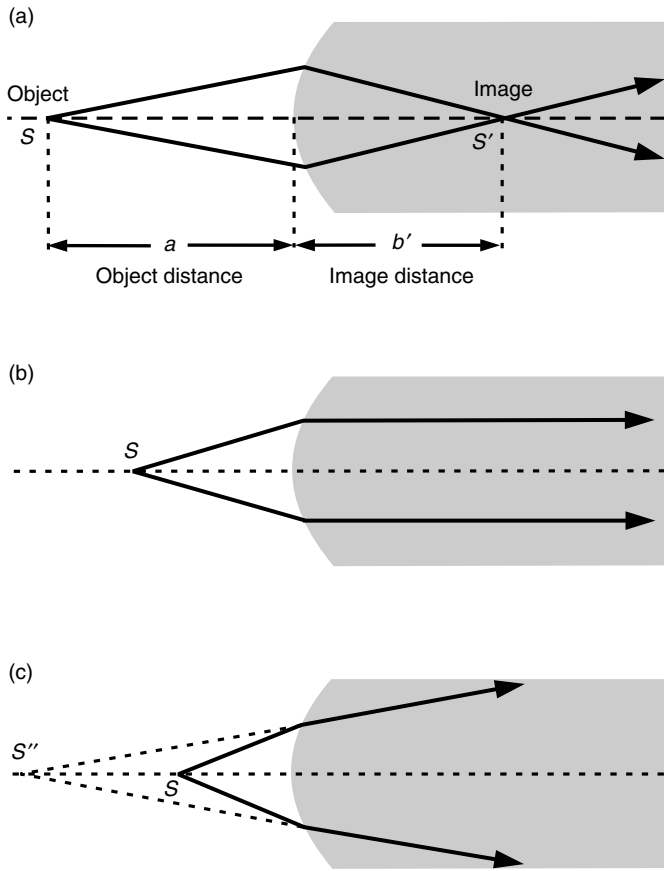 (a)
Object
Image
S
S′
a
b′
Object distance
Image distance
(b)
S
(c)
S″
S